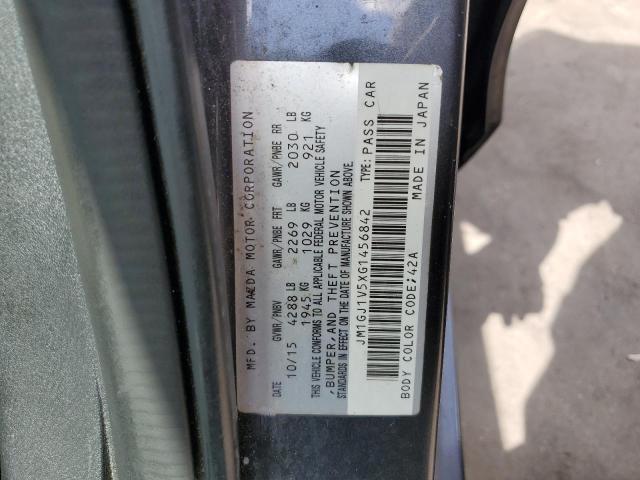 MFD. BY MAZDA MOTOR CORPORATION
DATE GVWR/PNBV GAWR/PNBE FRT GAWR/PNBE RR
10/15 4288 LB 2269 LB 2030 LB
1945 KG 1029 KG 921 KG
THIS VEHICLE CONFORMS TO ALL APPLICABLE FEDERAL MOTOR VEHICLE SAFETY
,BUMPER,AND THEFT PREVENTION
STANDARDS IN EFFECT ON THE DATE OF MANUFACTURE SHOWN ABOVE.
JM1GJ1V5XG1456842 TYPE:PASS CAR
BODY COLOR CODE;42A MADE IN JAPAN